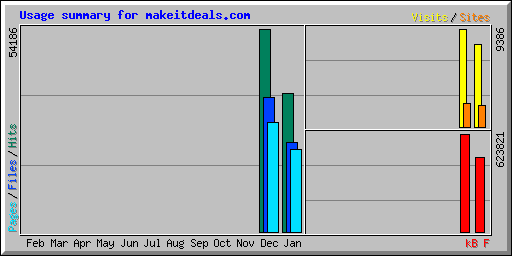 Usage summary for makeitdeals.com
Visits / Sites
54186
9386
Pages / Files / Hits
623821
Feb Mar Apr May Jun Jul Aug Sep Oct Nov Dec Jan
kB F